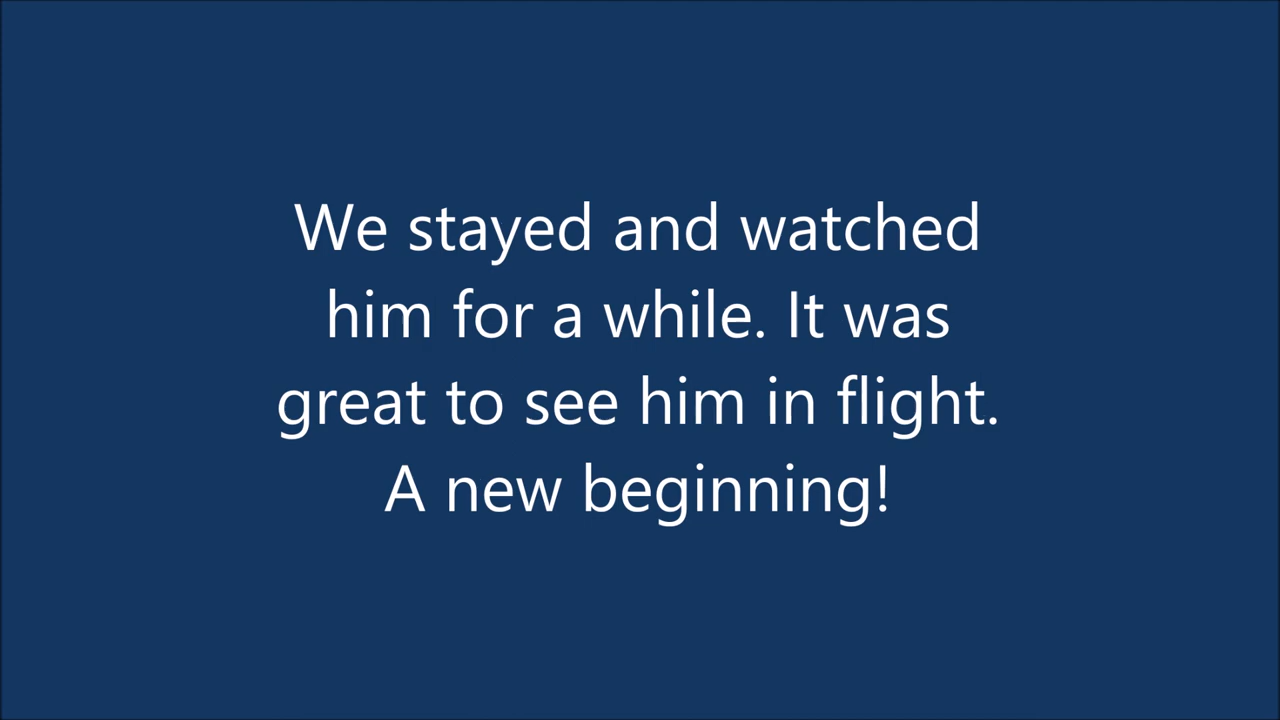 We stayed and watched
him for a while. It was
great to see him in flight.
A new beginning!